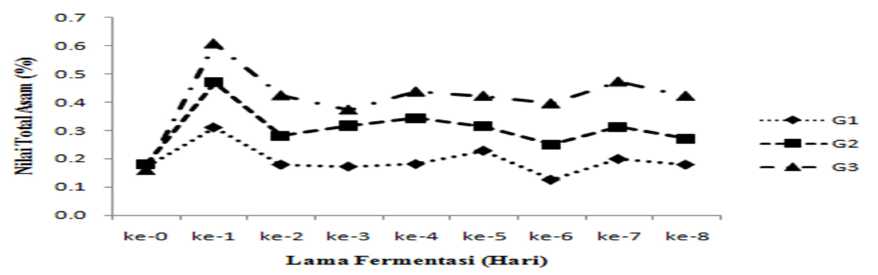 Nilai Total Asam (%)
0.7
0.6
0.5
0.4
0.3
0.2
0.1
0.0
ke-0 ke-1 ke-2 ke-3 ke-4 ke-5 ke-6 ke-7 ke-8
Lama Fermentasi (Hari)
G1
G2
G3